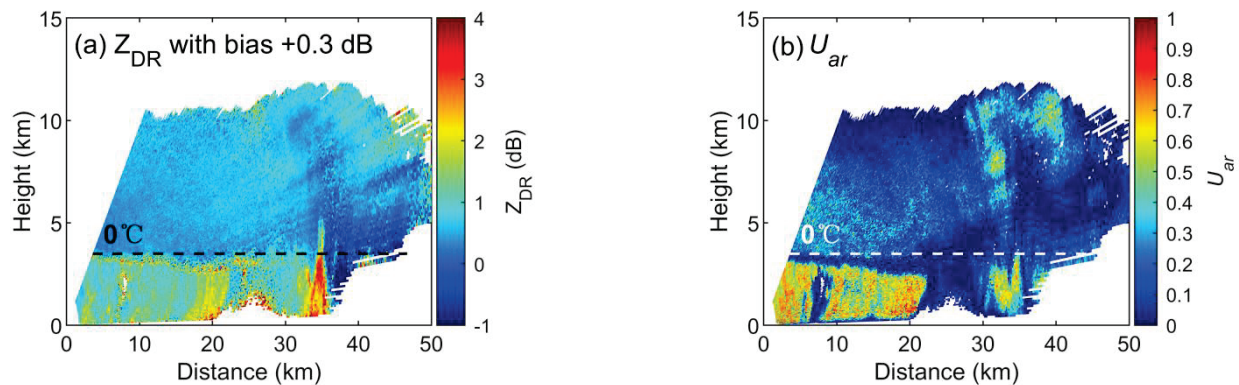 (a) Z_DR with bias +0.3 dB
15
10
5
0
Height (km)
0℃
0 10 20 30 40 50
Distance (km)
4
3
2
1
0
-1
Z_DR (dB)
(b) U_ar
15
10
5
0
Height (km)
0℃
0 10 20 30 40 50
Distance (km)
1
0.9
0.8
0.7
0.6
0.5
0.4
0.3
0.2
0.1
0
U_ar